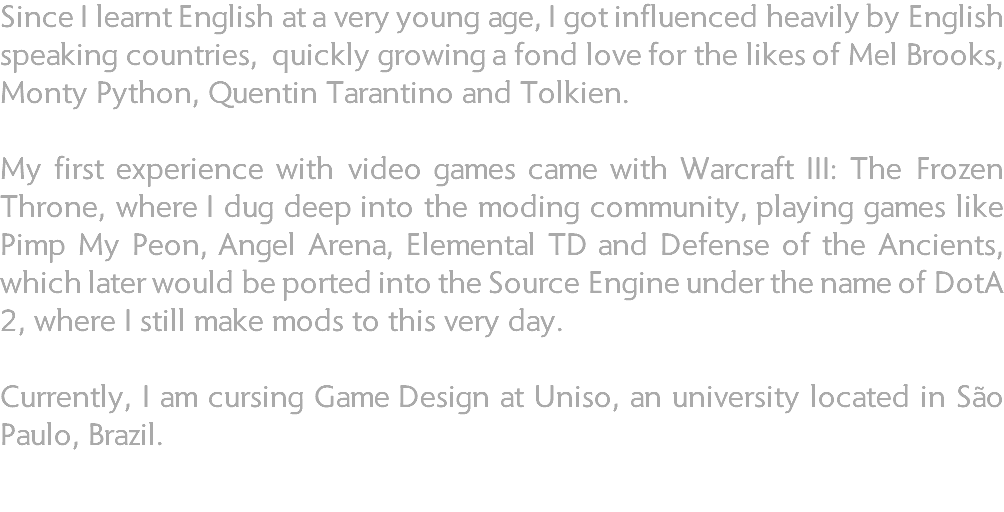 Since I learnt English at a very young age, I got influenced heavily by English
speaking countries,  quickly growing a fond love for the likes of Mel Brooks,
Monty Python, Quentin Tarantino and Tolkien.
My first experience with video games came with Warcraft III: The Frozen
Throne, where I dug deep into the moding community, playing games like
Pimp My Peon, Angel Arena, Elemental TD and Defense of the Ancients,
which later would be ported into the Source Engine under the name of DotA
2, where I still make mods to this very day.
Currently, I am cursing Game Design at Uniso, an university located in São
Paulo, Brazil.